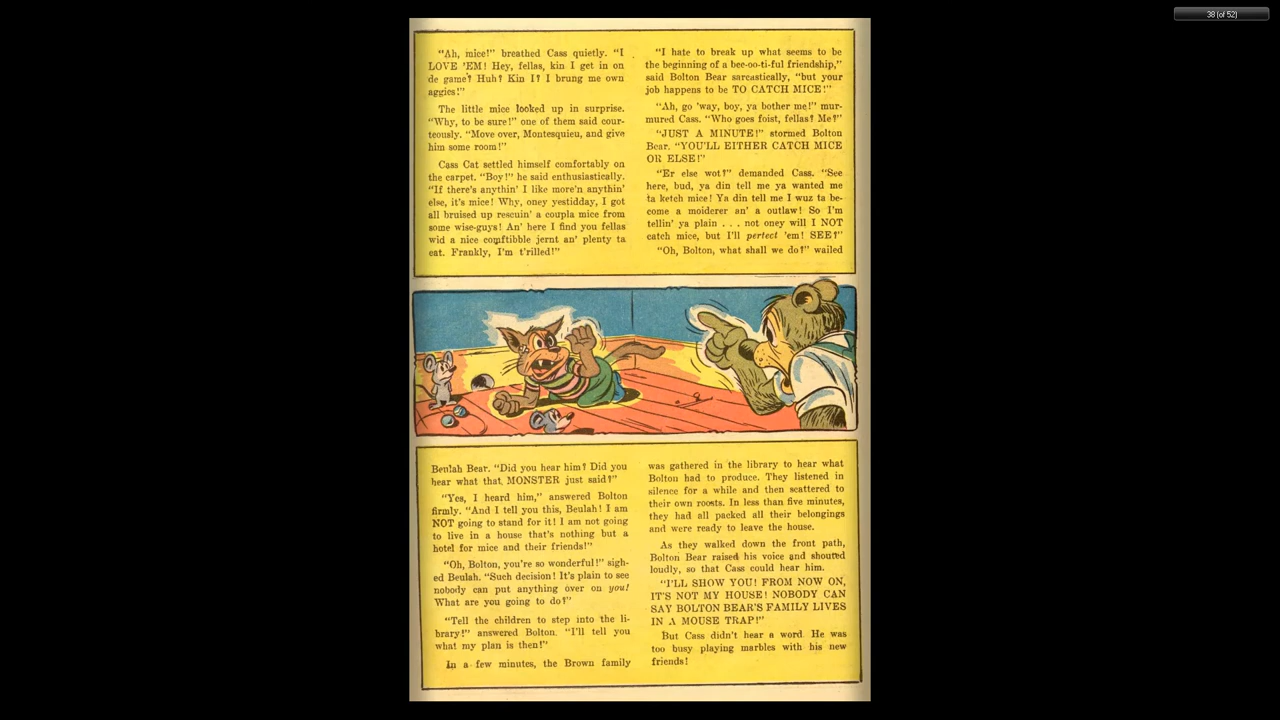 38 (of 52)
"Ah, mice!" breathed Cass quietly. "I
LOVE 'EM! Hey, fellas, kin I get in on
de game? Huh? Kin I? I brung me own
aggies!"
The little mice looked up in surprise.
"Why, to be sure!" one of them said cour-
teously. "Move over, Montesquieu, and give
him some room!"
Cass Cat settled himself comfortably on
the carpet. "Boy!" he said enthusiastically.
"If there's anythin' I like more'n anythin'
else, it's mice! Why, oney yestidday, I got
all bruised up rescuin' a coupla mice from
some wise-guys! An' here I find you fellas
wid a nice comftibble jernt an' plenty ta
eat. Frankly, I'm t'rilled!"
"I hate to break up what seems to be
the beginning of a bee-oo-ti-ful friendship,"
said Bolton Bear sarcastically, "but your
job happens to be TO CATCH MICE!"
"Ah, go 'way, boy, ya bother me!" mur-
mured Cass. "Who goes foist, fellas? Me?"
"JUST A MINUTE!" stormed Bolton
Bear. "YOU'LL EITHER CATCH MICE
OR ELSE!"
"Er else wot?" demanded Cass. "See
here, bud, ya din tell me ya wanted me
ta ketch mice! Ya din tell me I wuz ta be-
come a moiderer an' a outlaw! So I'm
tellin' ya plain . . . not oney will I NOT
catch mice, but I'll pertect 'em! SEE?"
"Oh, Bolton, what shall we do?" wailed
Beulah Bear. "Did you hear him? Did you
hear what that MONSTER just said?"
"Yes, I heard him," answered Bolton
firmly. "And I tell you this, Beulah! I am
NOT going to stand for it! I am not going
to live in a house that's nothing but a
hotel for mice and their friends!"
"Oh, Bolton, you're so wonderful!" sigh-
ed Beulah. "Such decision! It's plain to see
nobody can put anything over on you!
What are you going to do?"
"Tell the children to step into the li-
brary!" answered Bolton. "I'll tell you
what my plan is then!"
In a few minutes, the Brown family
was gathered in the library to hear what
Bolton had to produce. They listened in
silence for a while and then scattered to
their own roosts. In less than five minutes,
they had all packed all their belongings
and were ready to leave the house.
As they walked down the front path,
Bolton Bear raised his voice and shouted
loudly, so that Cass could hear him.
"I'LL SHOW YOU! FROM NOW ON,
IT'S NOT MY HOUSE! NOBODY CAN
SAY BOLTON BEAR'S FAMILY LIVES
IN A MOUSE TRAP!"
But Cass didn't hear a word. He was
too busy playing marbles with his new
friends!